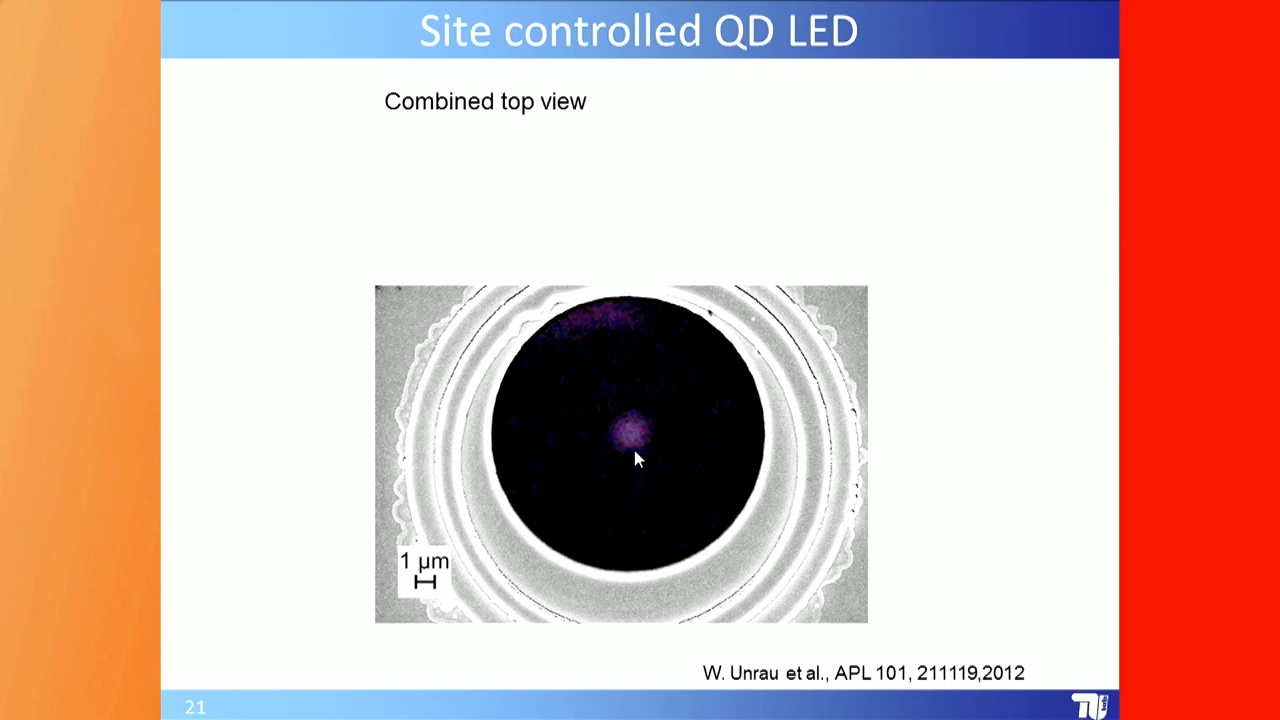 Site controlled QD LED
Combined top view
1 µm
W. Unrau et al., APL 101, 211119,2012
21